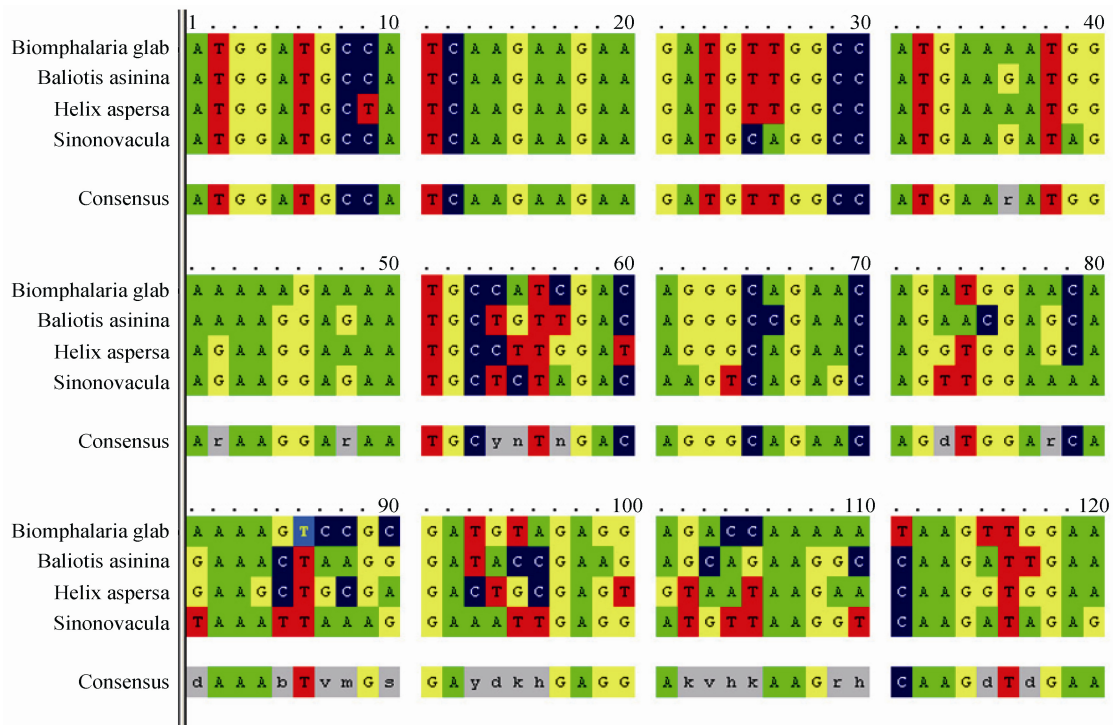 1 10 20 30 40
Biomphalaria glab A T G G A T G C C A T C A A G A A G A A G A T G T T G G C C A T G A A A A T G G
Baliotis asinina A T G G A T G C C A T C A A G A A G A A G A T G T T G G C C A T G A A G A T G G
Helix aspersa A T G G A T G C T A T C A A G A A G A A G A T G T T G G C C A T G A A A A T G G
Sinonovacula A T G G A T G C C A T C A A G A A G A A G A T G C A G G C C A T G A A G A T A G
Consensus A T G G A T G C C A T C A A G A A G A A G A T G T T G G C C A T G A A r A T G G
50 60 70 80
Biomphalaria glab A A A A A G A A A A T G C C A T C G A C A G G G C A G A A C A G A T G G A A C A
Baliotis asinina A A A A G G A G A A T G C T G T T G A C A G G G C C G A A C A G A A C G A G C A
Helix aspersa A G A A G G A A A A T G C C T T G G A T A G G G C A G A A C A G G T G G A G C A
Sinonovacula A G A A G G A G A A T G C T C T A G A C A A G T C A G A G C A G T T G G A A A A
Consensus A r A A G G A r A A T G C y n T n G A C A G G G C A G A A C A G d T G G A r C A
90 100 110 120
Biomphalaria glab A A A A G T C C G C G A T G T A G A G G A G A C C A A A A A T A A G T T G G A A
Baliotis asinina G A A A C T A A G G G A T A C C G A A G A G C A G A A G G C C A A G A T T G A A
Helix aspersa G A A G C T G C G A G A C T G C G A G T G T A A T A A G A A C A A G G T G G A A
Sinonovacula T A A A T T A A A G G A A A T T G A G G A T G T T A A G G T C A A G A T A G A G
Consensus d A A A b T v m G s G A y d k h G A G G A k v h k A A G r h C A A G d T d G A A